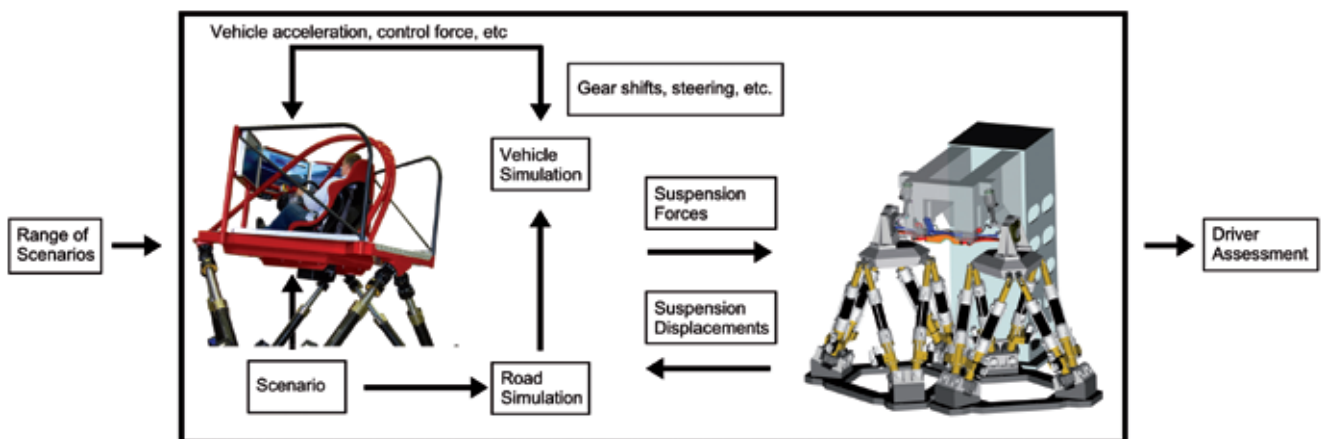 Vehicle acceleration, control force, etc
Gear shifts, steering, etc.
Vehicle
Simulation
Suspension
Forces
Range of
Scenarios
Driver
Assessment
Suspension
Displacements
Scenario
Road
Simulation